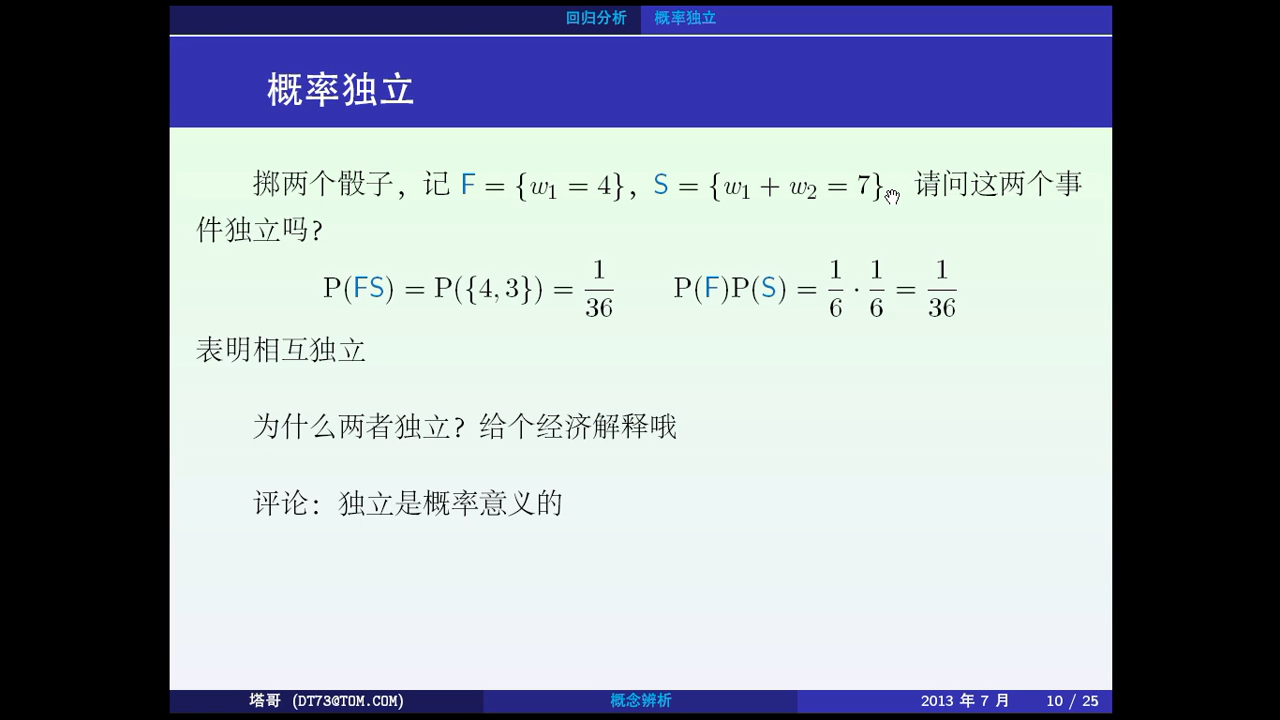 回归分析 概率独立
概率独立
掷两个骰子，记 F = {w₁ = 4}，S = {w₁ + w₂ = 7}。请问这两个事
件独立吗？
P(FS) = P({4, 3}) = 1/36  P(F)P(S) = 1/6 · 1/6 = 1/36
表明相互独立
为什么两者独立？给个经济解释哦
评论：独立是概率意义的
塔哥 (DT73@TOM.COM) 概念辨析 2013 年 7 月 10 / 25